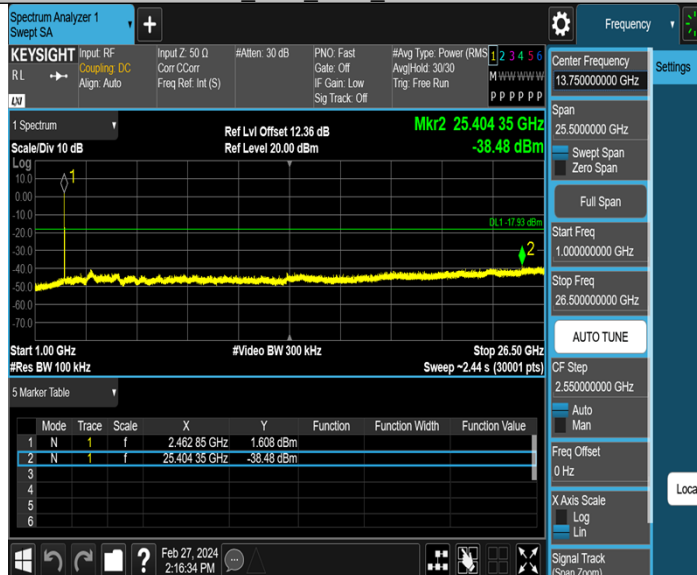 Spectrum Analyzer 1
Swept SA
+
Frequency
KEYSIGHT
RL
LXI
Input: RF
Coupling: DC
Align: Auto
Input Z: 50 Ω
Corr CCorr
Freq Ref: Int (S)
#Atten: 30 dB
PNO: Fast
Gate: Off
IF Gain: Low
Sig Track: Off
#Avg Type: Power (RMS
Avg|Hold: 30/30
Trig: Free Run
1 2 3 4 5 6
M W W W W W
P P P P P P
Center Frequency
13.750000000 GHz
Settings
Span
25.5000000 GHz
Swept Span
Zero Span
Full Span
Start Freq
1.000000000 GHz
Stop Freq
26.500000000 GHz
AUTO TUNE
CF Step
2.550000000 GHz
Auto
Man
Freq Offset
0 Hz
X Axis Scale
Log
Lin
Signal Track
(Span Zoom)
Loca
1 Spectrum
Scale/Div 10 dB
Ref Lvl Offset 12.36 dB
Ref Level 20.00 dBm
Mkr2 25.404 35 GHz
-38.48 dBm
Log
10.0
0.00
-10.0
-20.0
-30.0
-40.0
-50.0
-60.0
-70.0
1
DL1 -17.93 dBm
2
Start 1.00 GHz
#Res BW 100 kHz
#Video BW 300 kHz
Stop 26.50 GHz
Sweep ~2.44 s (30001 pts)
5 Marker Table
Mode Trace Scale X Y Function Function Width Function Value
1 N 1 f 2.462 85 GHz 1.608 dBm
2 N 1 f 25.404 35 GHz -38.48 dBm
3
4
5
6
?
Feb 27, 2024
2:16:34 PM